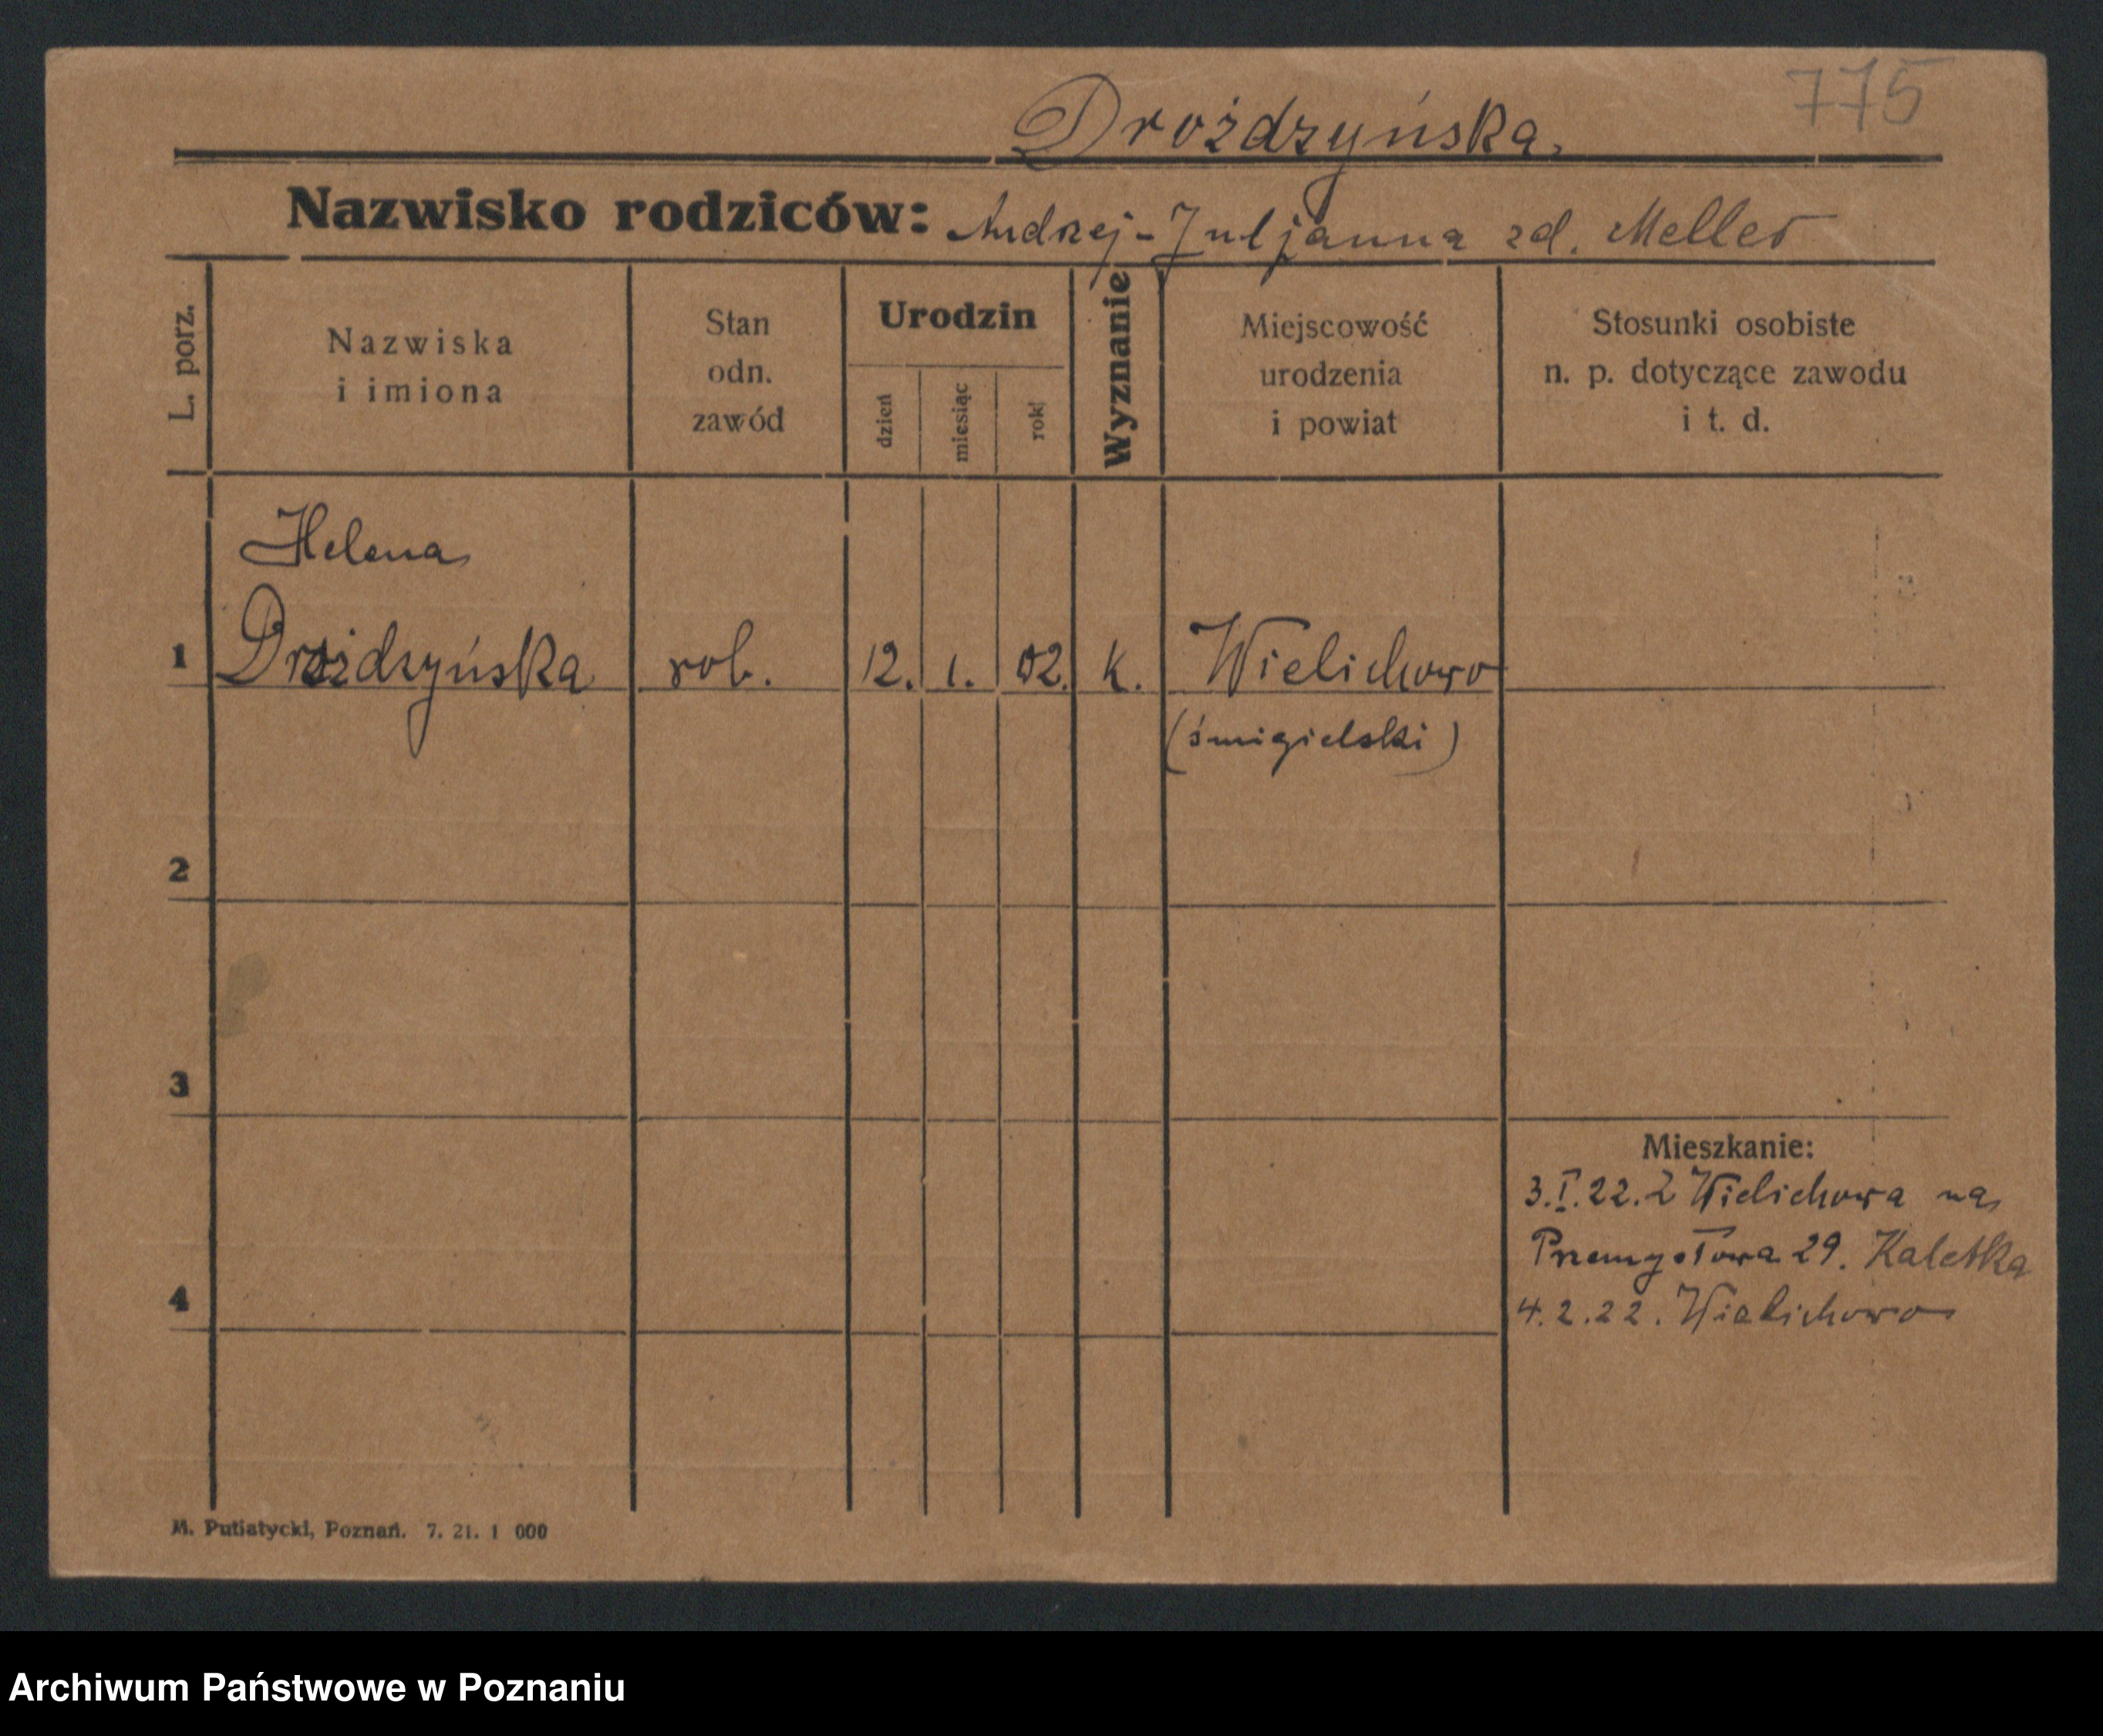 775
Drożdzyńska.
Nazwisko rodziców: Andrzej - Juljanna zd. Meller
L. porz.
Nazwiska
i imiona
Stan
odn.
zawód
Urodzin
dzień
miesiąc
rok
Wyznanie
Miejscowość
urodzenia
i powiat
Stosunki osobiste
n. p. dotyczące zawodu
i t. d.
Helena
1 Drożdzyńska rob. 12. 1. 02. k. Wielichowo
(śmigielski)
2
3
Mieszkanie:
3.I.22. Z Wielichowa na
Przemysłowa 29. Kaletka
4
4.2.22. Wielichowo
M. Putiatycki, Poznań. 7. 21. 1 000
Archiwum Państwowe w Poznaniu